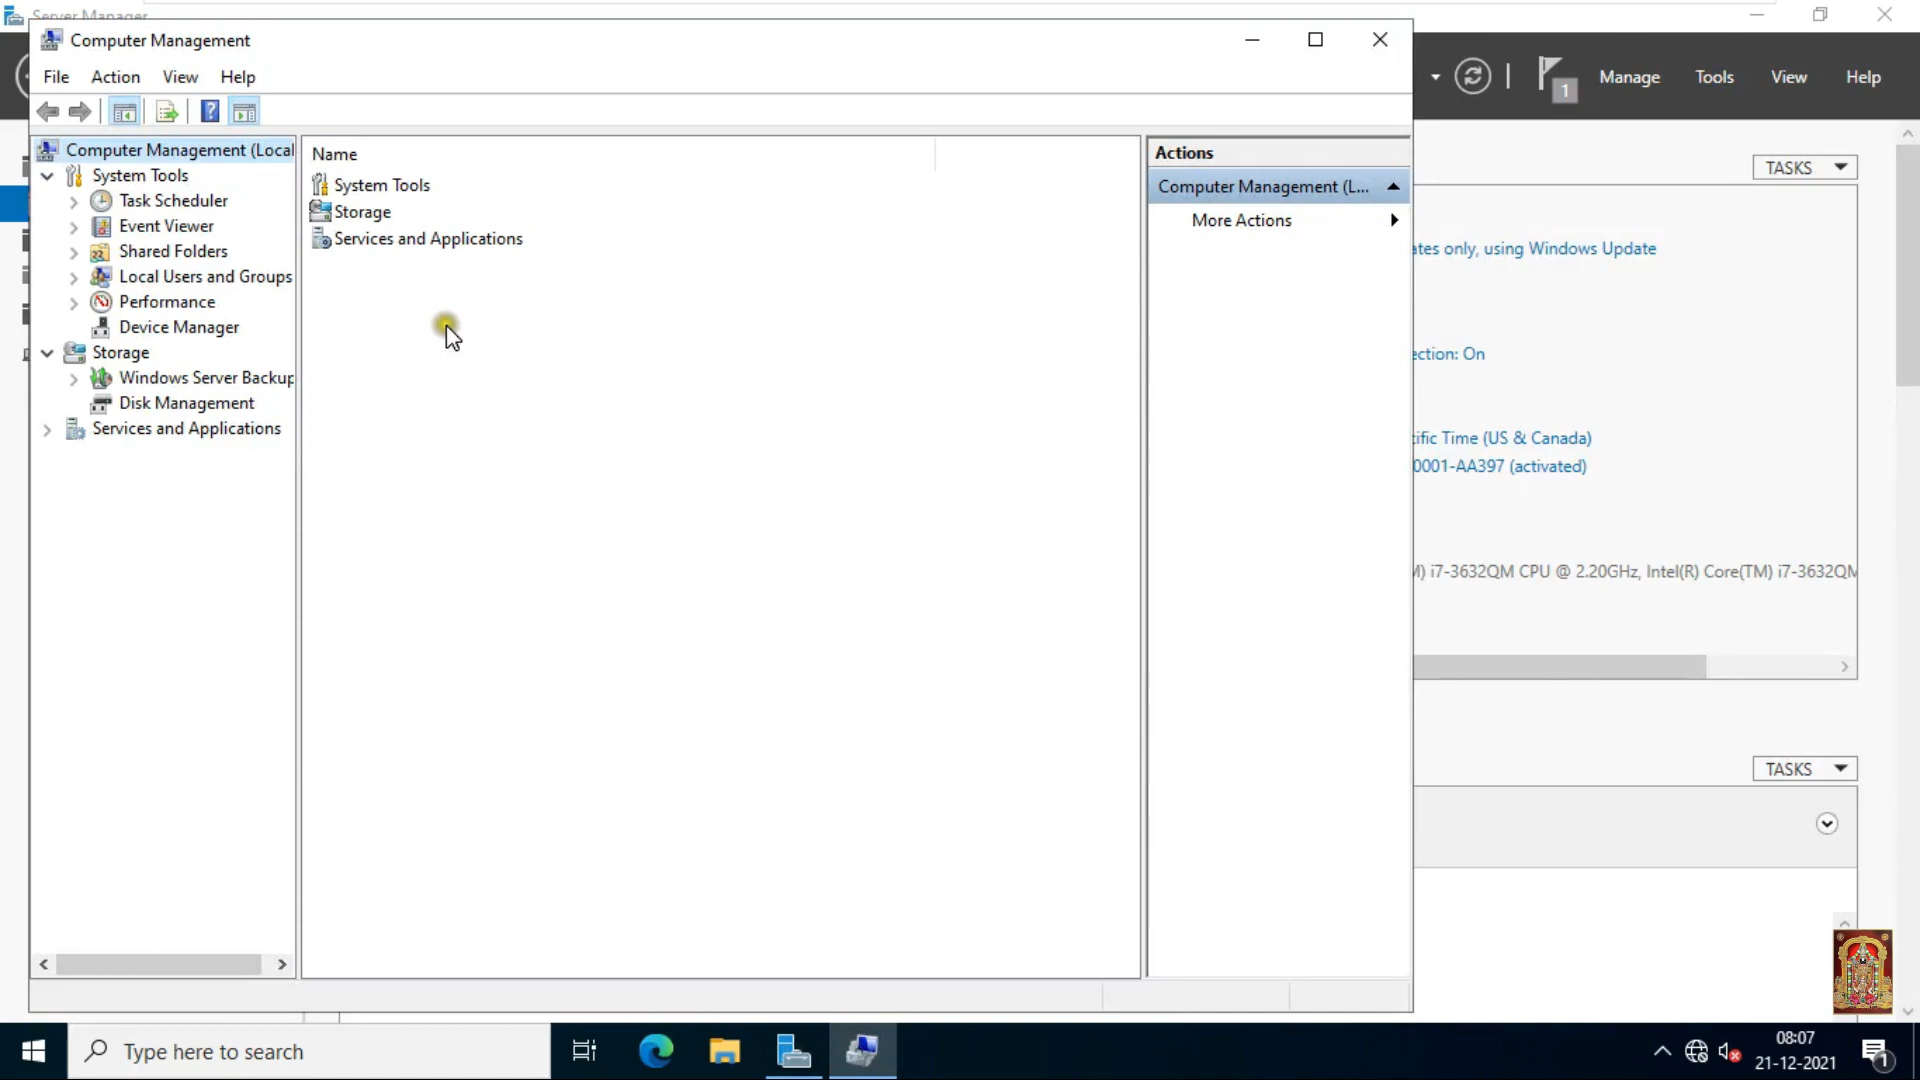 Server Manager
Computer Management
File Action View Help
1
Manage Tools View Help
Computer Management (Local
System Tools
Task Scheduler
Event Viewer
Shared Folders
Local Users and Groups
Performance
Device Manager
Storage
Windows Server Backup
Disk Management
Services and Applications
Name
System Tools
Storage
Services and Applications
Actions
Computer Management (L...
More Actions
TASKS
ates only, using Windows Update
ection: On
ific Time (US & Canada)
0001-AA397 (activated)
M) i7-3632QM CPU @ 2.20GHz, Intel(R) Core(TM) i7-3632QM
TASKS
Type here to search
08:07
21-12-2021
1